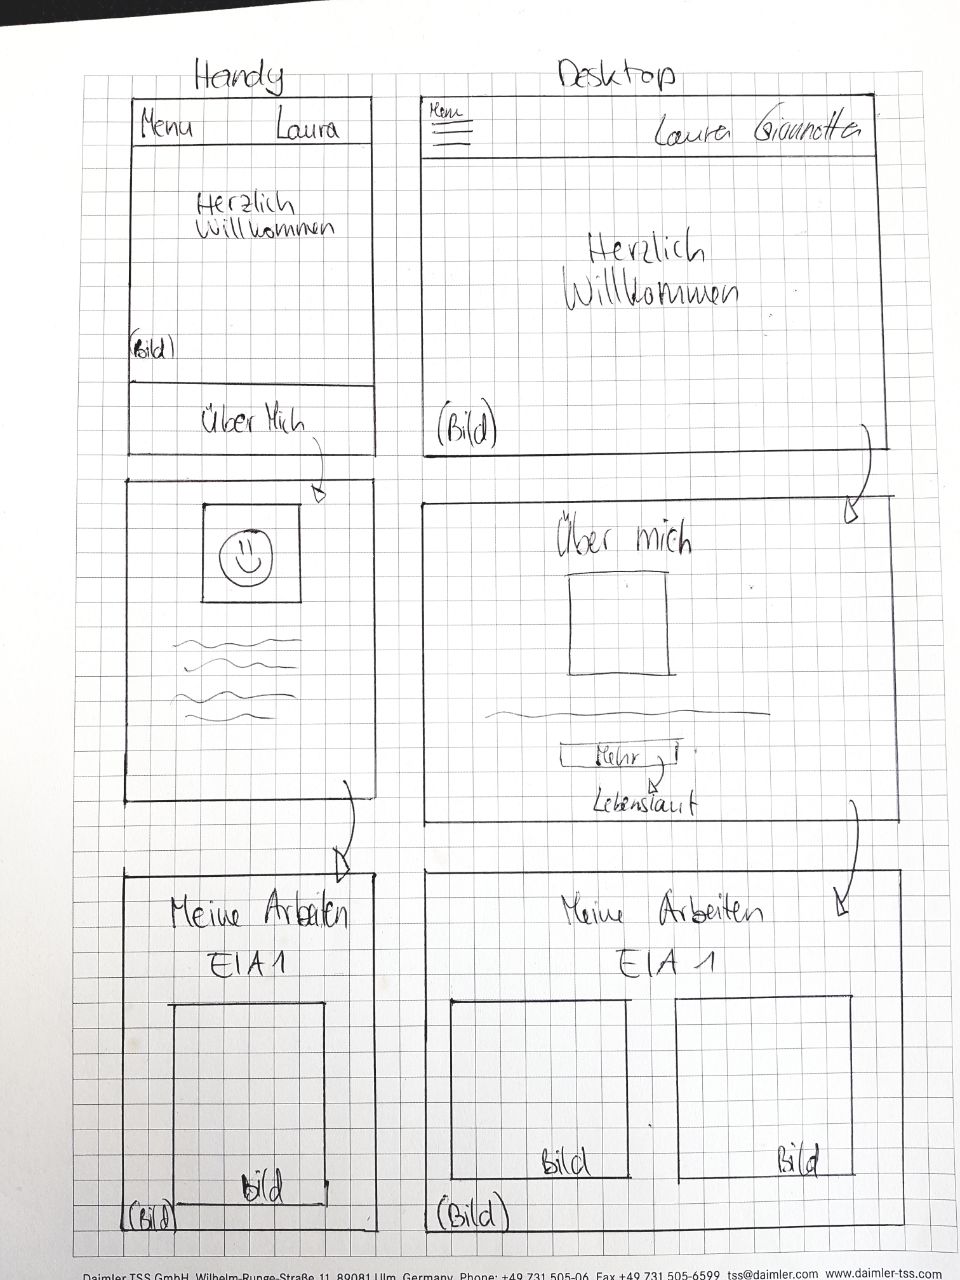 Handy
Menu Laura
Herzlich
Willkommen
(Bild)
Über Mich
Meine Arbeiten
EIA1
Bild
(Bild)
Desktop
Menu
Laura Giannotta
Herzlich
Willkommen
(Bild)
Über mich
Mehr
Lebenslauf
Meine Arbeiten
EIA 1
Bild Bild
(Bild)
Daimler TSS GmbH, Wilhelm-Runge-Straße 11, 89081 Ulm, Germany, Phone: +49 731 505-06, Fax +49 731 505-6599 tss@daimler.com www.daimler-tss.com